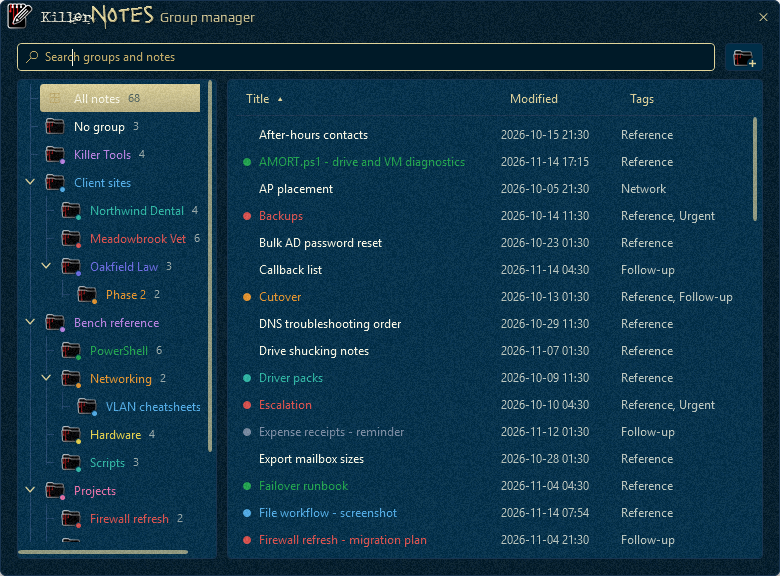 KillerNOTES Group manager
Search groups and notes
All notes 68
No group 3
Killer Tools 4
Client sites
Northwind Dental 4
Meadowbrook Vet 6
Oakfield Law 3
Phase 2 2
Bench reference
PowerShell 6
Networking 2
VLAN cheatsheets
Hardware 4
Scripts 3
Projects
Firewall refresh 2
Title Modified Tags
After-hours contacts 2026-10-15 21:30 Reference
AMORT.ps1 - drive and VM diagnostics 2026-11-14 17:15 Reference
AP placement 2026-10-05 21:30 Network
Backups 2026-10-14 11:30 Reference, Urgent
Bulk AD password reset 2026-10-23 01:30 Reference
Callback list 2026-11-14 04:30 Follow-up
Cutover 2026-10-13 01:30 Reference, Follow-up
DNS troubleshooting order 2026-10-29 11:30 Reference
Drive shucking notes 2026-11-07 01:30 Reference
Driver packs 2026-10-09 11:30 Reference
Escalation 2026-10-10 04:30 Reference, Urgent
Expense receipts - reminder 2026-11-12 01:30 Follow-up
Export mailbox sizes 2026-10-28 01:30 Reference
Failover runbook 2026-11-04 04:30 Reference
File workflow - screenshot 2026-11-14 07:54 Reference
Firewall refresh - migration plan 2026-11-04 21:30 Follow-up